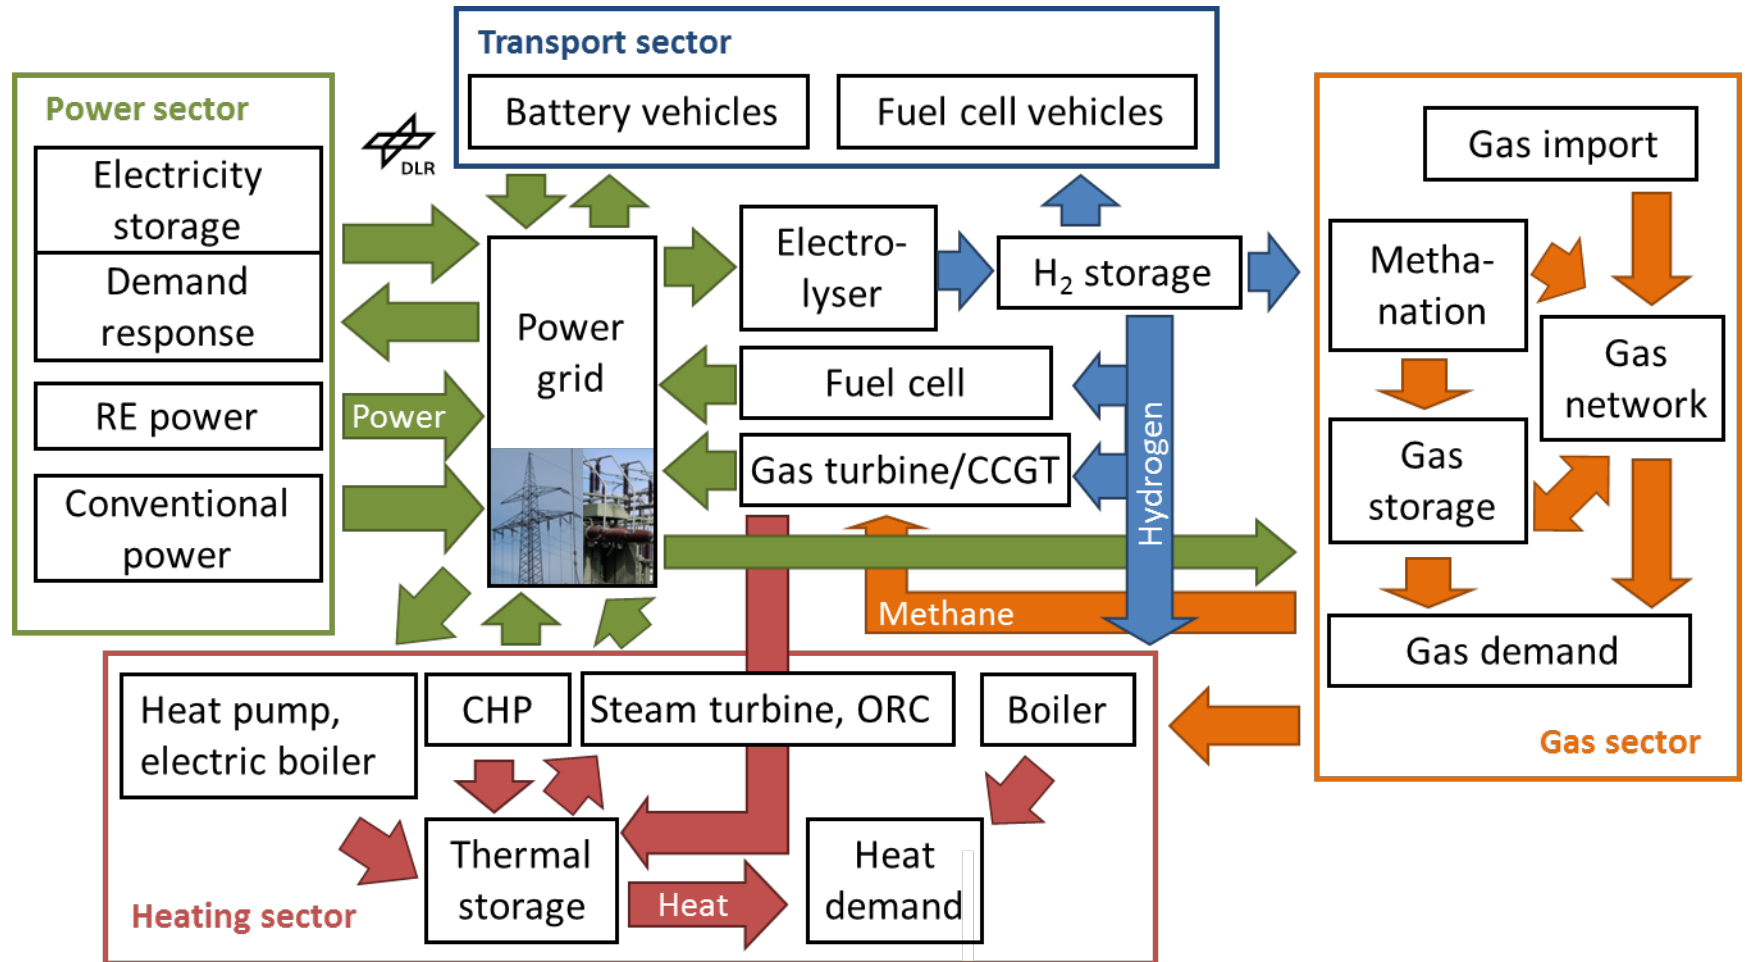 Transport sector
Battery vehicles
Fuel cell vehicles
Power sector
Electricity
storage
Demand
response
RE power
Conventional
power
DLR
Power
Power
grid
Electro-
lyser
H₂ storage
Fuel cell
Gas turbine/CCGT
Hydrogen
Methane
Gas import
Metha-
nation
Gas
network
Gas
storage
Gas demand
Gas sector
Heat pump,
electric boiler
CHP
Steam turbine, ORC
Boiler
Thermal
storage
Heat
Heat
demand
Heating sector